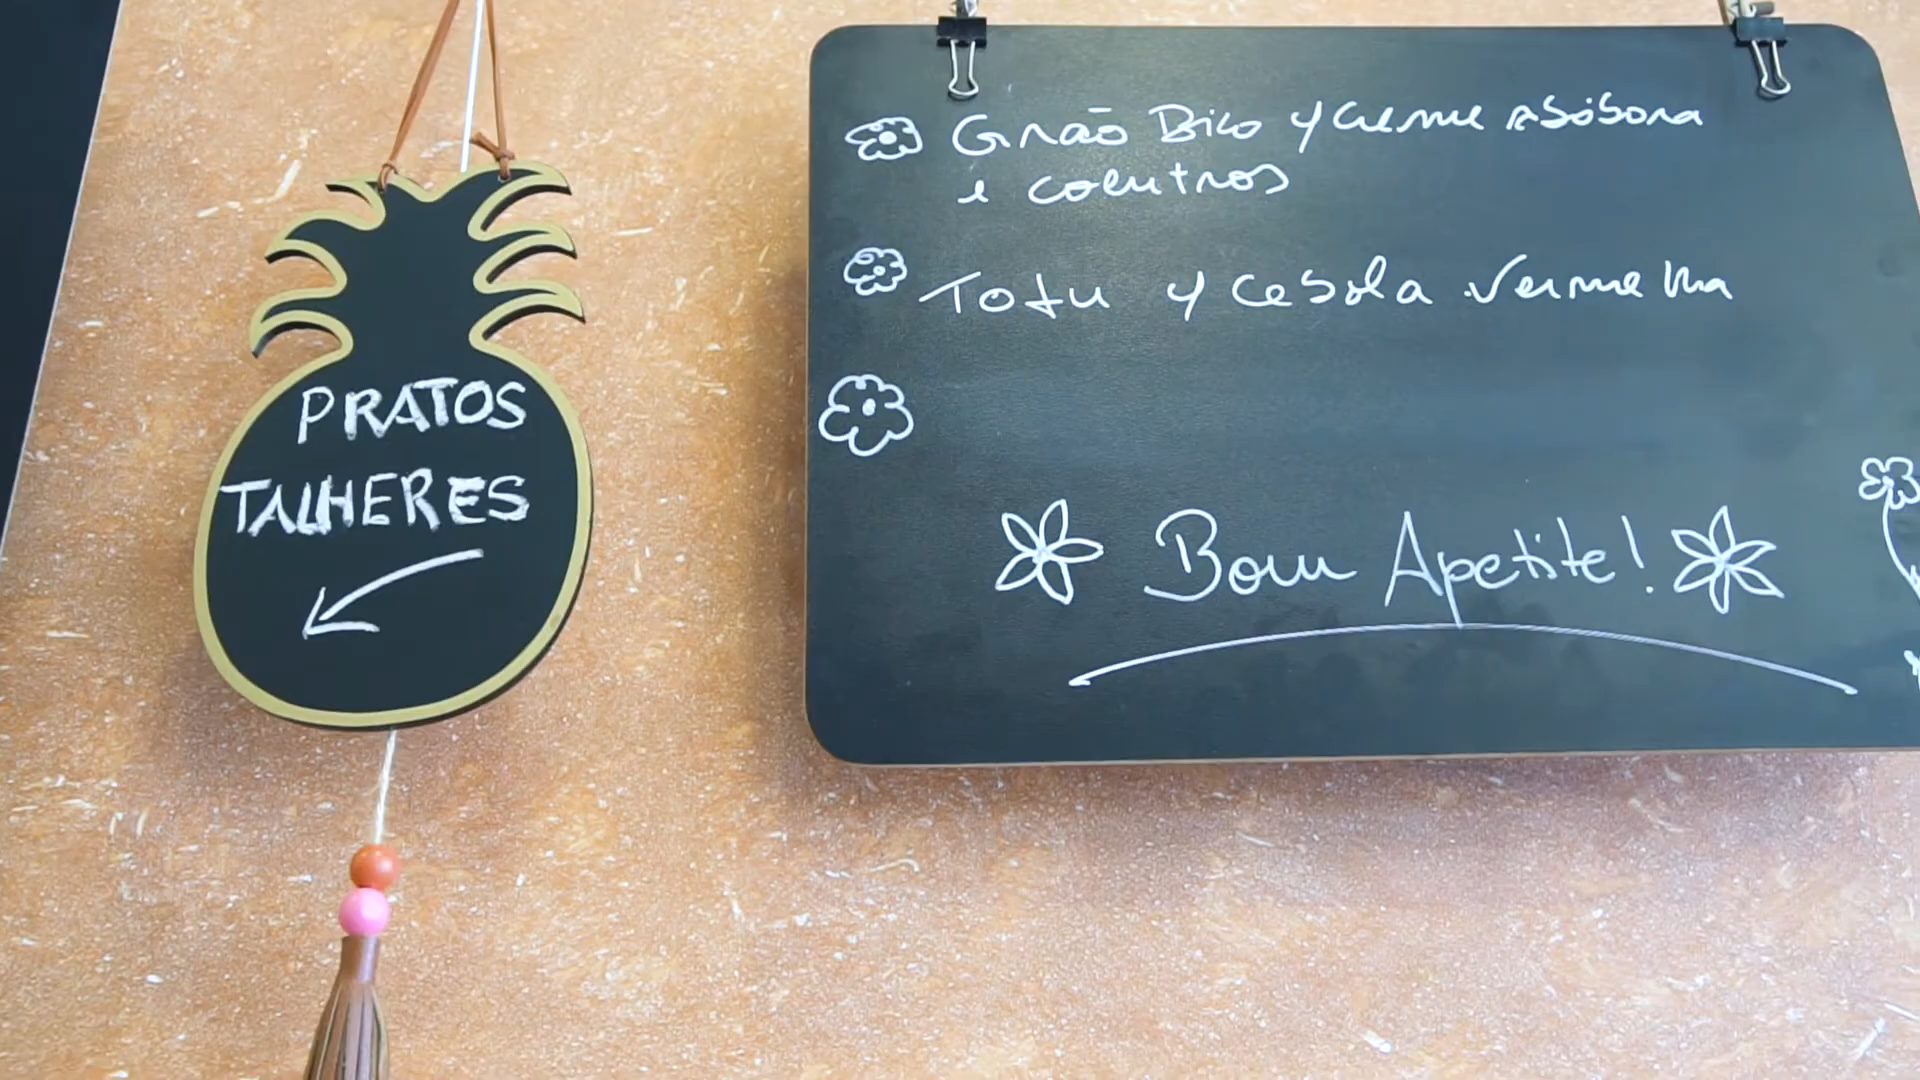 PRATOS
TALHERES
Grão Bico y creme abóbora
e coentros
Tofu y cebola vermelha
Bom Apetite!